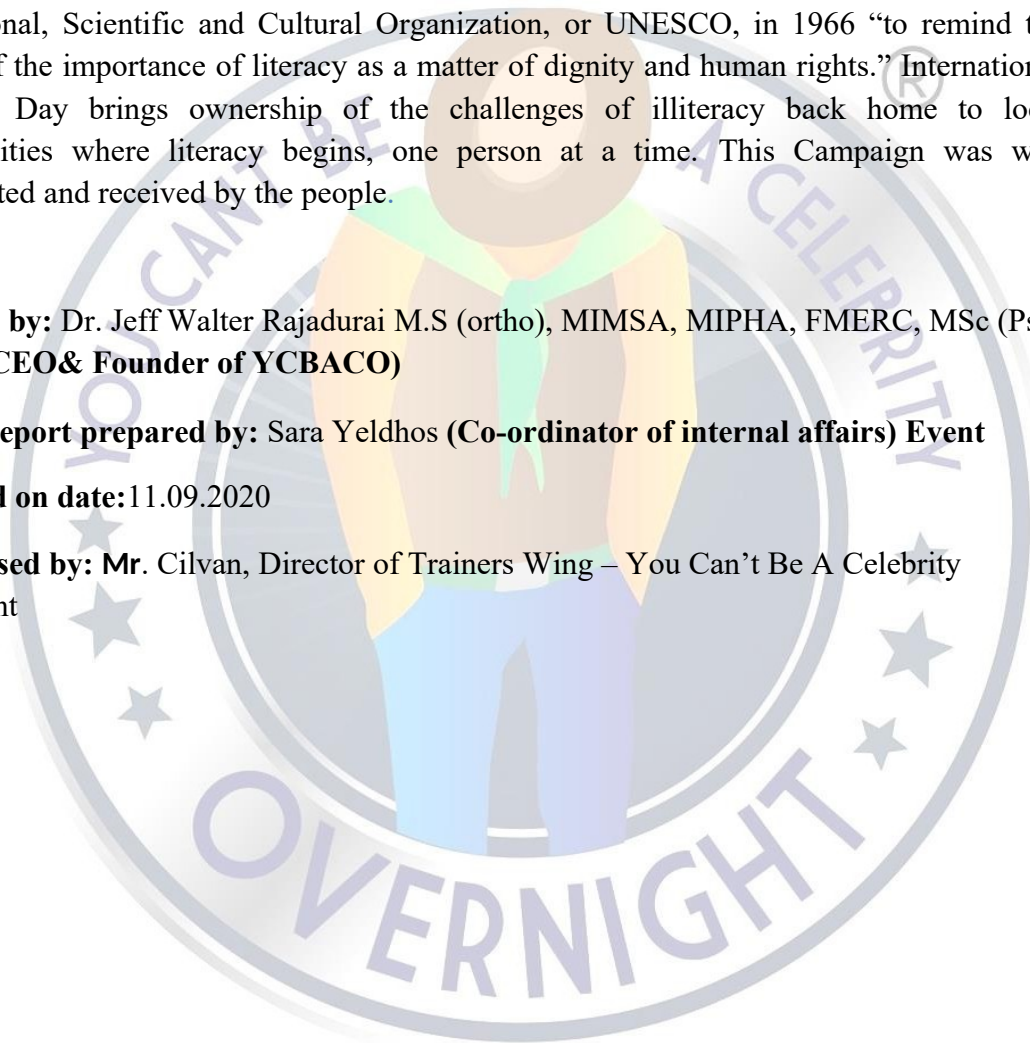 onal, Scientific and Cultural Organization, or UNESCO, in 1966 “to remind t
f the importance of literacy as a matter of dignity and human rights.” Internation
Day brings ownership of the challenges of illiteracy back home to loc
ities where literacy begins, one person at a time. This Campaign was w
ted and received by the people.
by: Dr. Jeff Walter Rajadurai M.S (ortho), MIMSA, MIPHA, FMERC, MSc (Ps
CEO& Founder of YCBACO)
eport prepared by: Sara Yeldhos (Co-ordinator of internal affairs) Event
d on date:11.09.2020
sed by: Mr. Cilvan, Director of Trainers Wing – You Can’t Be A Celebrity
nt
YOU CANT BE A CELEBRITY
OVERNIGHT
®